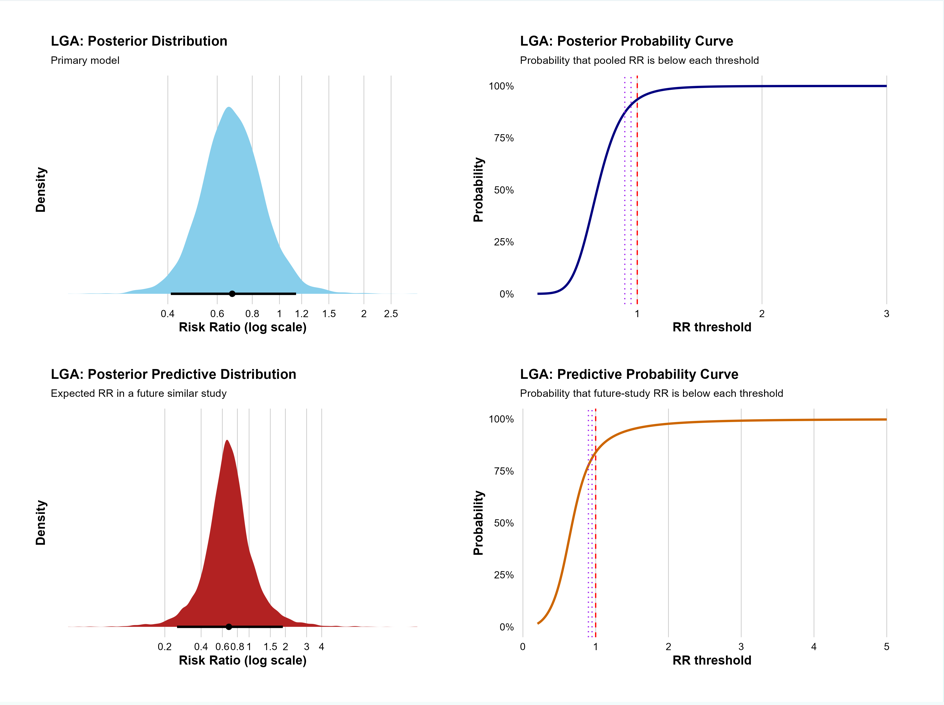 LGA: Posterior Distribution
Primary model
Density
0.4 0.6 0.8 1 1.2 1.5 2 2.5
Risk Ratio (log scale)
LGA: Posterior Probability Curve
Probability that pooled RR is below each threshold
Probability
100%
75%
50%
25%
0%
1 2 3
RR threshold
LGA: Posterior Predictive Distribution
Expected RR in a future similar study
Density
0.2 0.4 0.6 0.8 1 1.5 2 3 4
Risk Ratio (log scale)
LGA: Predictive Probability Curve
Probability that future-study RR is below each threshold
Probability
100%
75%
50%
25%
0%
0 1 2 3 4 5
RR threshold